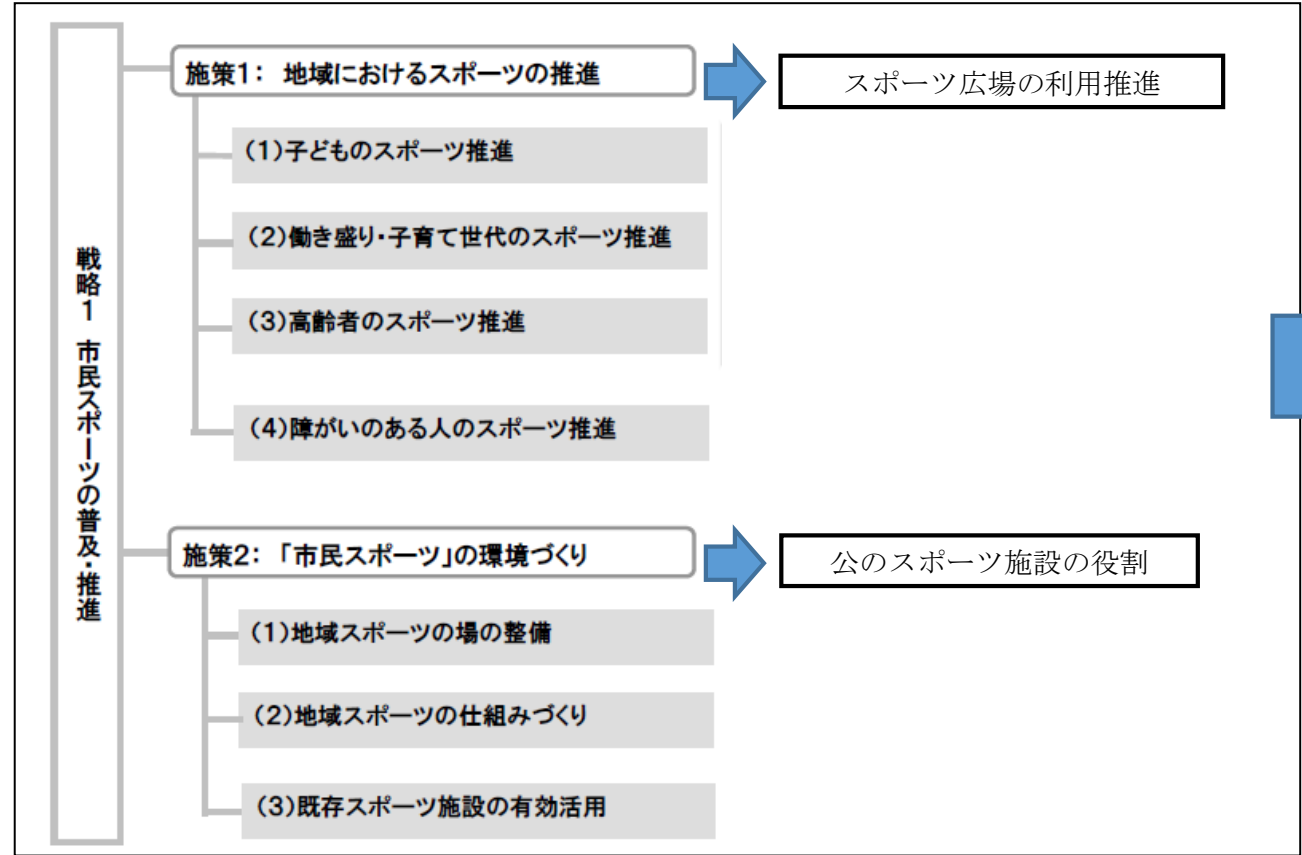 戦略1 市民スポーツの普及・推進
施策1: 地域におけるスポーツの推進
スポーツ広場の利用推進
(1)子どものスポーツ推進
(2)働き盛り・子育て世代のスポーツ推進
(3)高齢者のスポーツ推進
(4)障がいのある人のスポーツ推進
施策2: 「市民スポーツ」の環境づくり
公のスポーツ施設の役割
(1)地域スポーツの場の整備
(2)地域スポーツの仕組みづくり
(3)既存スポーツ施設の有効活用